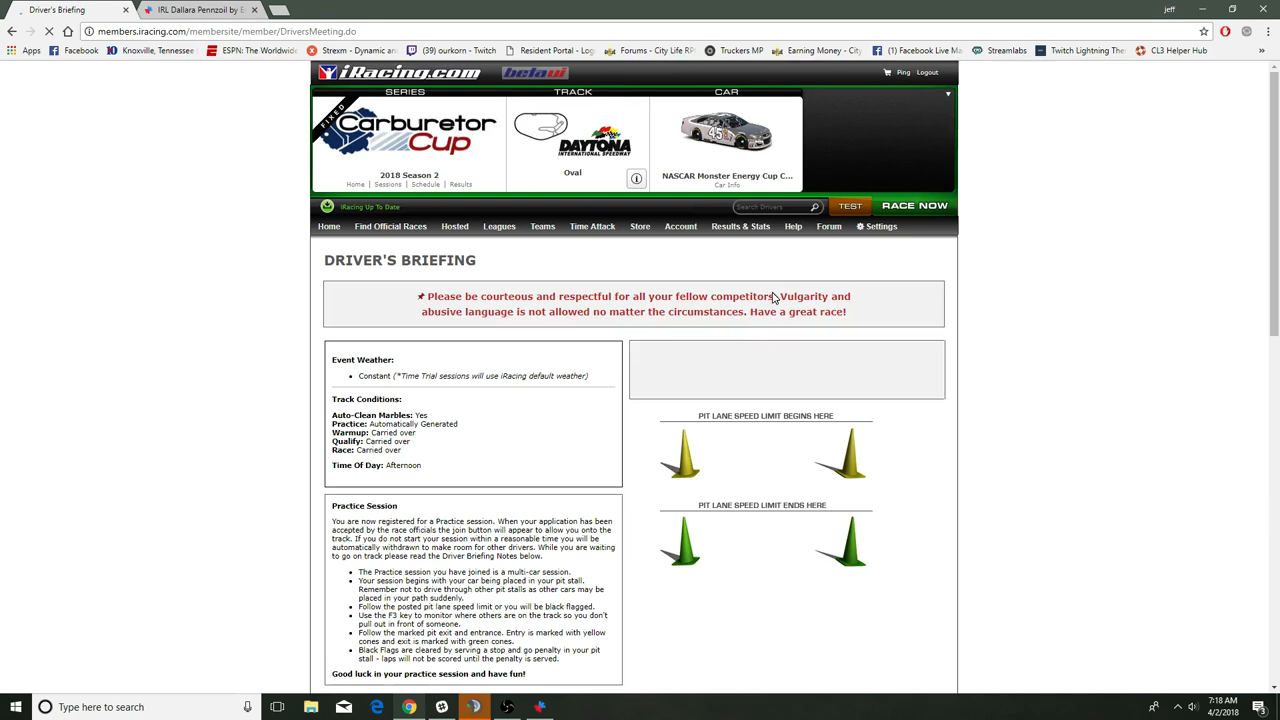 Driver's Briefing
IRL Dallara Pennzoil by E
jeff
members.iracing.com/membersite/member/DriversMeeting.do
Apps
Facebook
Knoxville, Tennessee
ESPN: The Worldwide
Strexm - Dynamic and
(39) ourkorn - Twitch
Resident Portal - Log
Forums - City Life RP
Truckers MP
Earning Money - City
(1) Facebook Live Ma
Streamlabs
Twitch Lightning The
CL3 Helper Hub
iRacing.com
Ping
Logout
SERIES
TRACK
CAR
FIXED
Carburetor Cup
2018 Season 2
Home | Sessions | Schedule | Results
DAYTONA
INTERNATIONAL SPEEDWAY
Oval
45
NASCAR Monster Energy Cup C...
Car Info
iRacing Up To Date
Search Drivers
TEST
RACE NOW
Home
Find Official Races
Hosted
Leagues
Teams
Time Attack
Store
Account
Results & Stats
Help
Forum
Settings
DRIVER'S BRIEFING
Please be courteous and respectful for all your fellow competitors. Vulgarity and
abusive language is not allowed no matter the circumstances. Have a great race!
Event Weather:
• Constant (*Time Trial sessions will use iRacing default weather)
Track Conditions:
Auto-Clean Marbles: Yes
Practice: Automatically Generated
Warmup: Carried over
Qualify: Carried over
Race: Carried over
Time Of Day: Afternoon
PIT LANE SPEED LIMIT BEGINS HERE
PIT LANE SPEED LIMIT ENDS HERE
Practice Session
You are now registered for a Practice session. When your application has been
accepted by the race officials the join button will appear to allow you onto the
track. If you do not start your session within a reasonable time you will be
automatically withdrawn to make room for other drivers. While you are waiting
to go on track please read the Driver Briefing Notes below.
• The Practice session you have joined is a multi-car session.
• Your session begins with your car being placed in your pit stall.
Remember not to drive through other pit stalls as other cars may be
placed in your path suddenly.
• Follow the posted pit lane speed limit or you will be black flagged.
• Use the F3 key to monitor where others are on the track so you don't
pull out in front of someone.
• Follow the marked pit exit and entrance. Entry is marked with yellow
cones and exit is marked with green cones.
• Black Flags are cleared by serving a stop and go penalty in your pit
stall - laps will not be scored until the penalty is served.
Good luck in your practice session and have fun!
Type here to search
7:18 AM
4/2/2018